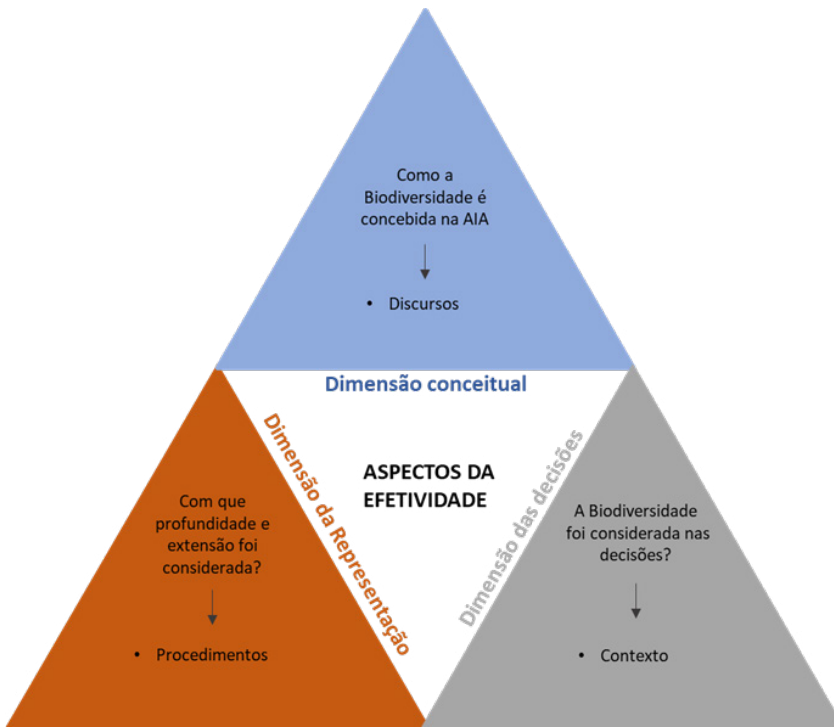 Como a
Biodiversidade é
concebida na AIA
• Discursos
Dimensão conceitual
Dimensão da Representação
ASPECTOS DA
EFETIVIDADE
Dimensão das decisões
Com que
profundidade e
extensão foi
considerada?
• Procedimentos
A Biodiversidade
foi considerada nas
decisões?
• Contexto